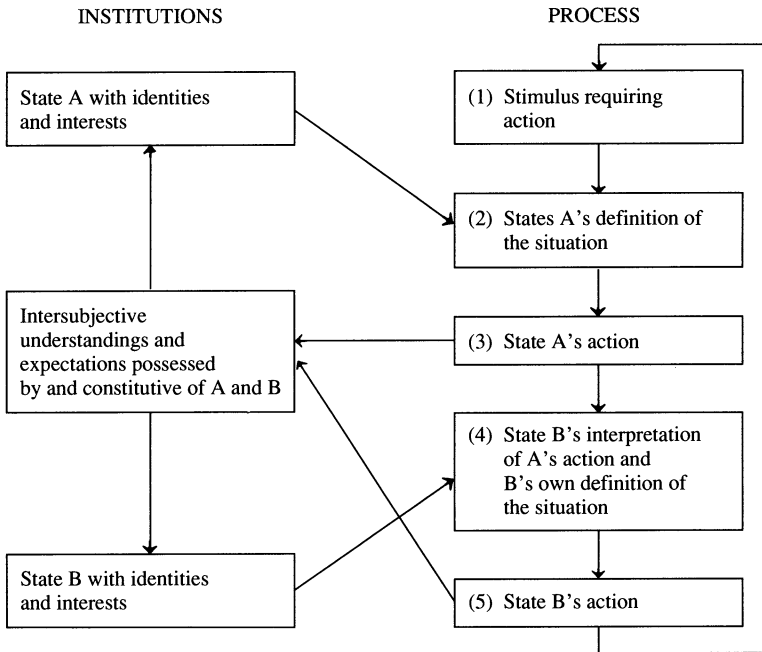 INSTITUTIONS
PROCESS
State A with identities
and interests
(1) Stimulus requiring
action
(2) States A's definition of
the situation
Intersubjective
understandings and
expectations possessed
by and constitutive of A and B
(3) State A's action
(4) State B's interpretation
of A's action and
B's own definition of
the situation
State B with identities
and interests
(5) State B's action